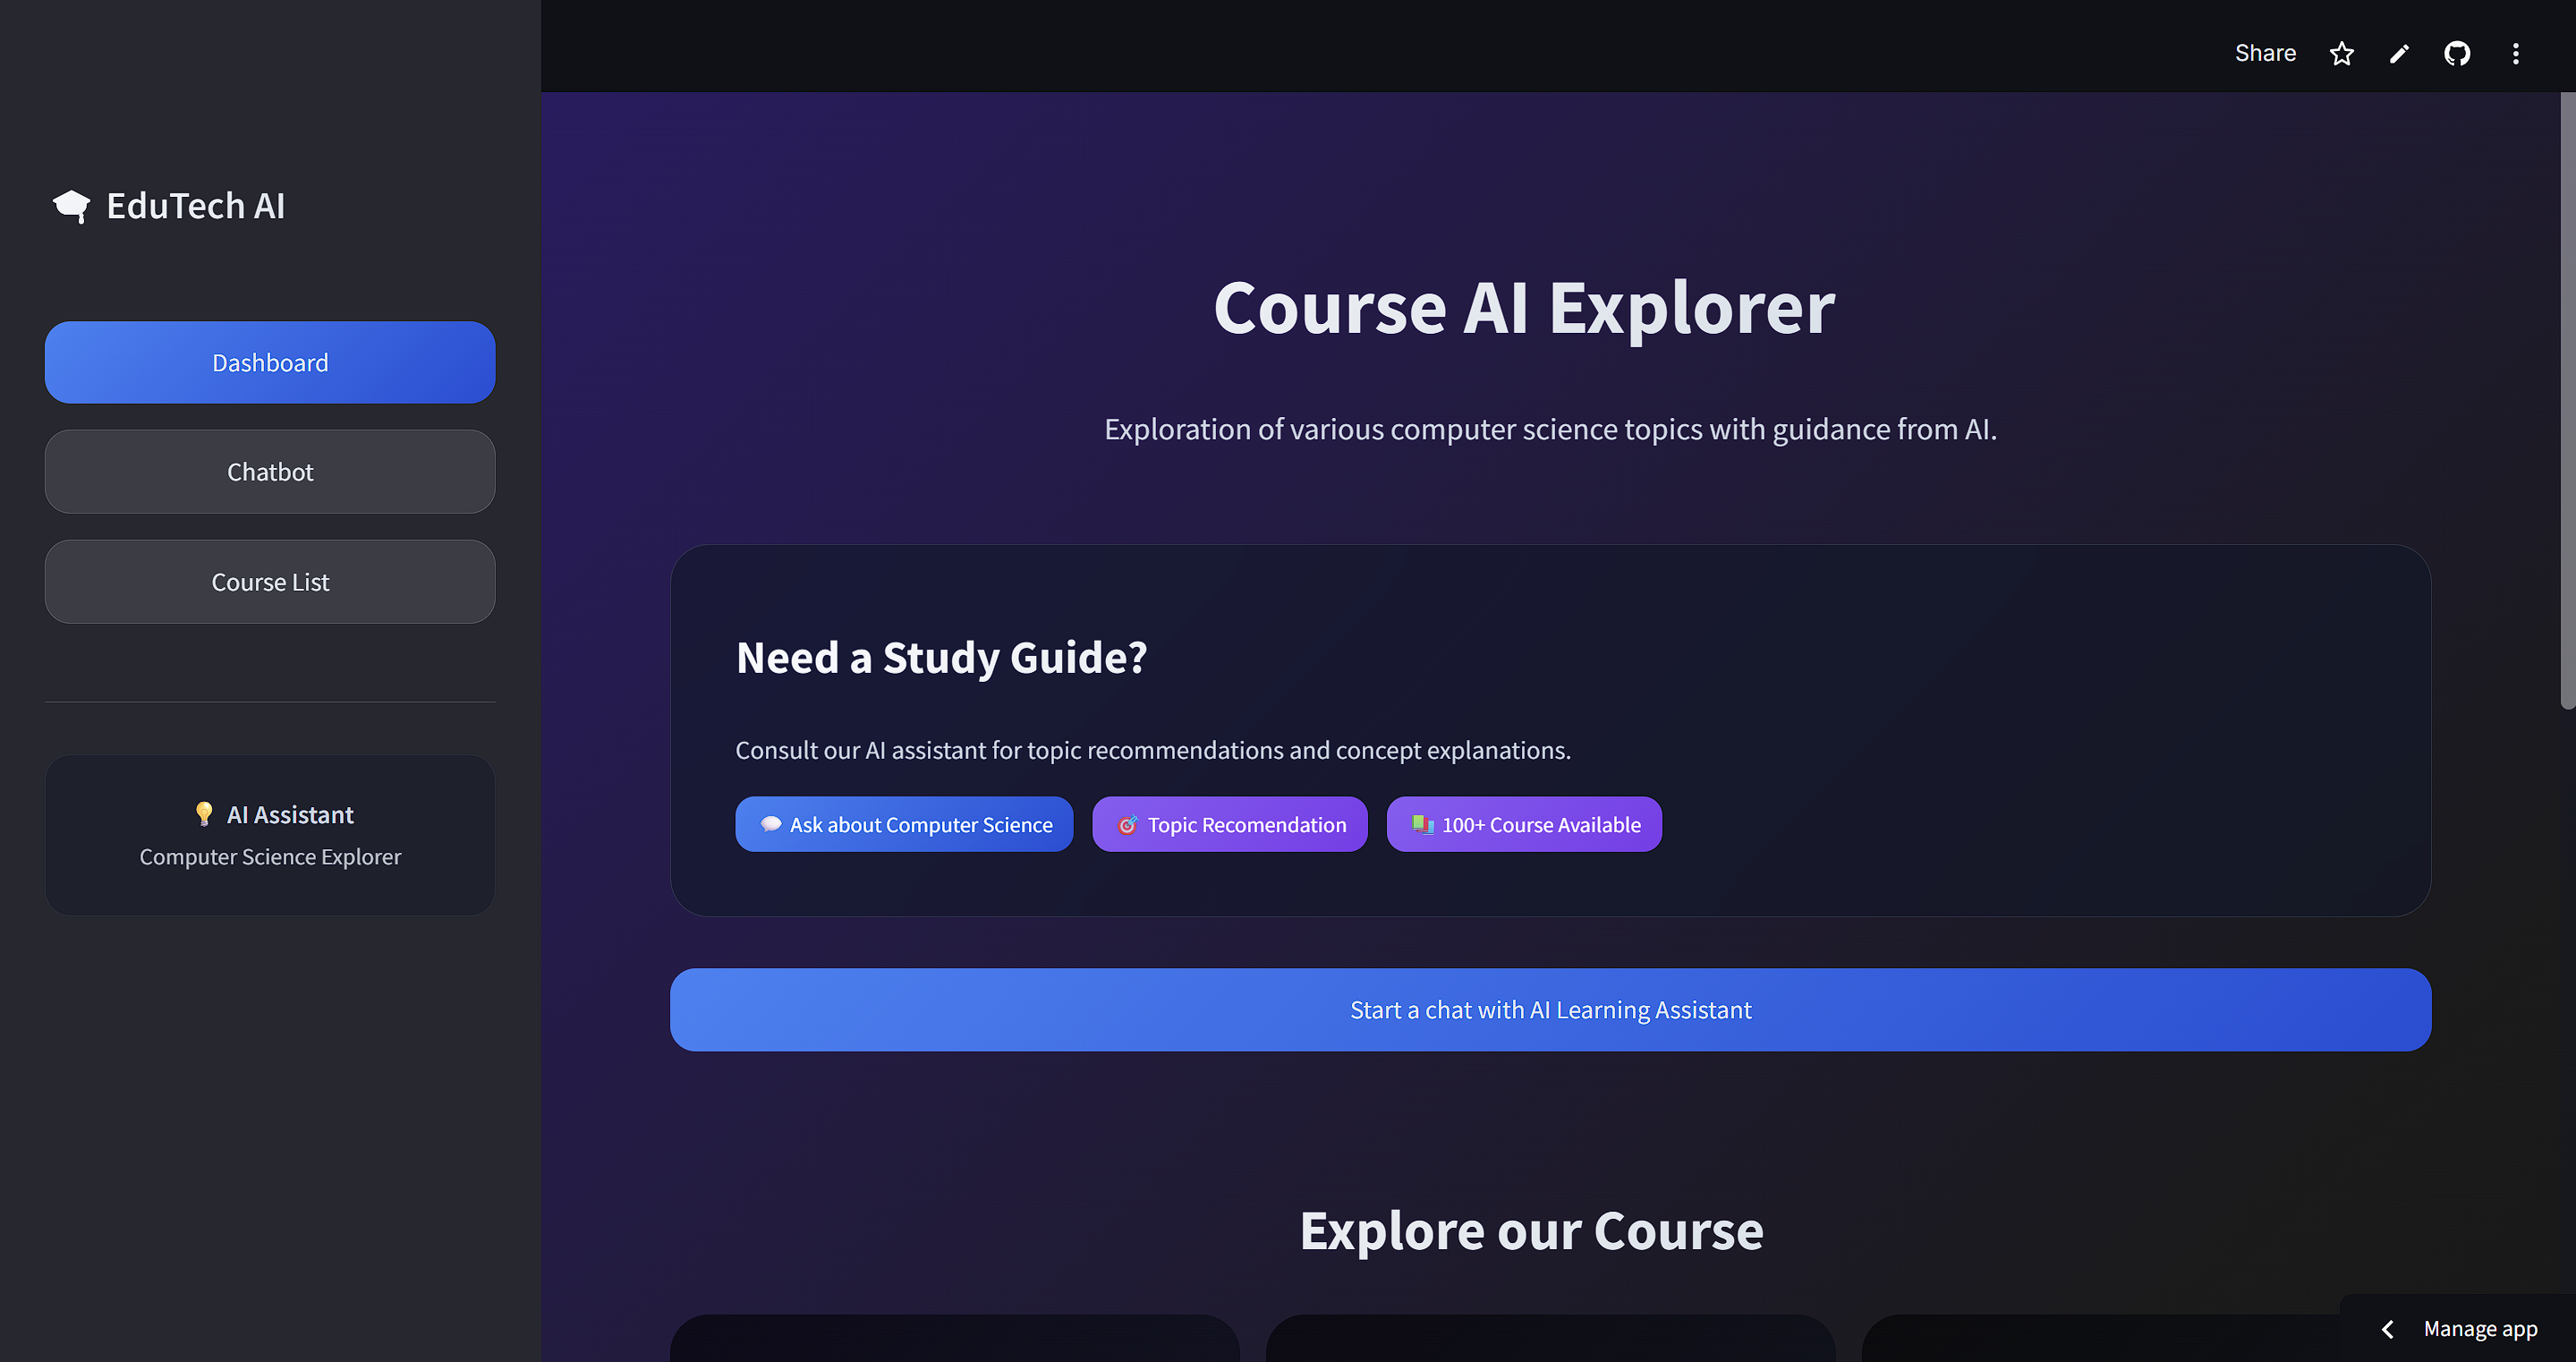 Share
EduTech AI
Dashboard
Chatbot
Course List
AI Assistant
Computer Science Explorer
Course AI Explorer
Exploration of various computer science topics with guidance from AI.
Need a Study Guide?
Consult our AI assistant for topic recommendations and concept explanations.
Ask about Computer Science
Topic Recomendation
100+ Course Available
Start a chat with AI Learning Assistant
Explore our Course
Manage app